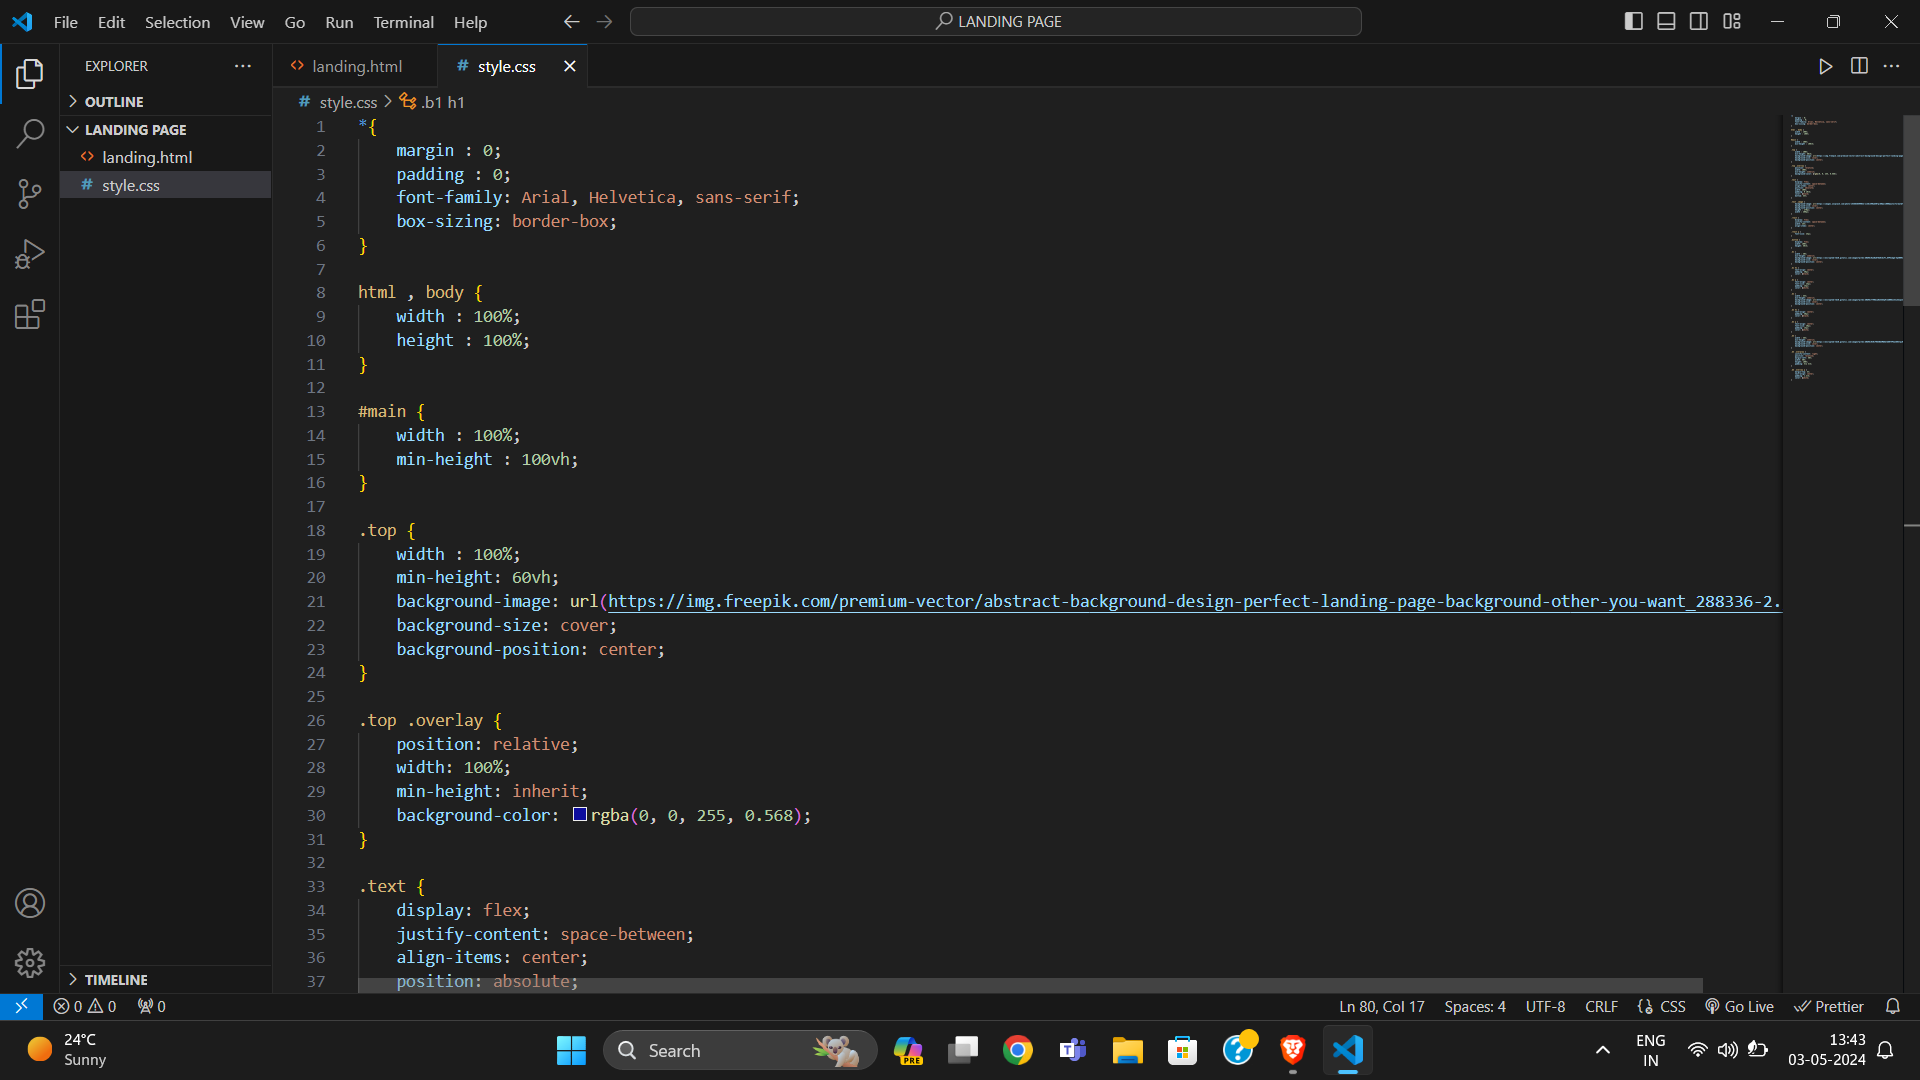 File Edit Selection View Go Run Terminal Help
LANDING PAGE
EXPLORER
landing.html
style.css
OUTLINE
LANDING PAGE
landing.html
style.css
TIMELINE
style.css > .b1 h1
1 *{
2 margin : 0;
3 padding : 0;
4 font-family: Arial, Helvetica, sans-serif;
5 box-sizing: border-box;
6 }
7
8 html , body {
9 width : 100%;
10 height : 100%;
11 }
12
13 #main {
14 width : 100%;
15 min-height : 100vh;
16 }
17
18 .top {
19 width : 100%;
20 min-height: 60vh;
21 background-image: url(https://img.freepik.com/premium-vector/abstract-background-design-perfect-landing-page-background-other-you-want_288336-2.
22 background-size: cover;
23 background-position: center;
24 }
25
26 .top .overlay {
27 position: relative;
28 width: 100%;
29 min-height: inherit;
30 background-color: rgba(0, 0, 255, 0.568);
31 }
32
33 .text {
34 display: flex;
35 justify-content: space-between;
36 align-items: center;
37 position: absolute;
0 0 0
Ln 80, Col 17 Spaces: 4 UTF-8 CRLF {} CSS Go Live Prettier
24°C
Sunny
Search
PRE
ENG
IN
13:43
03-05-2024